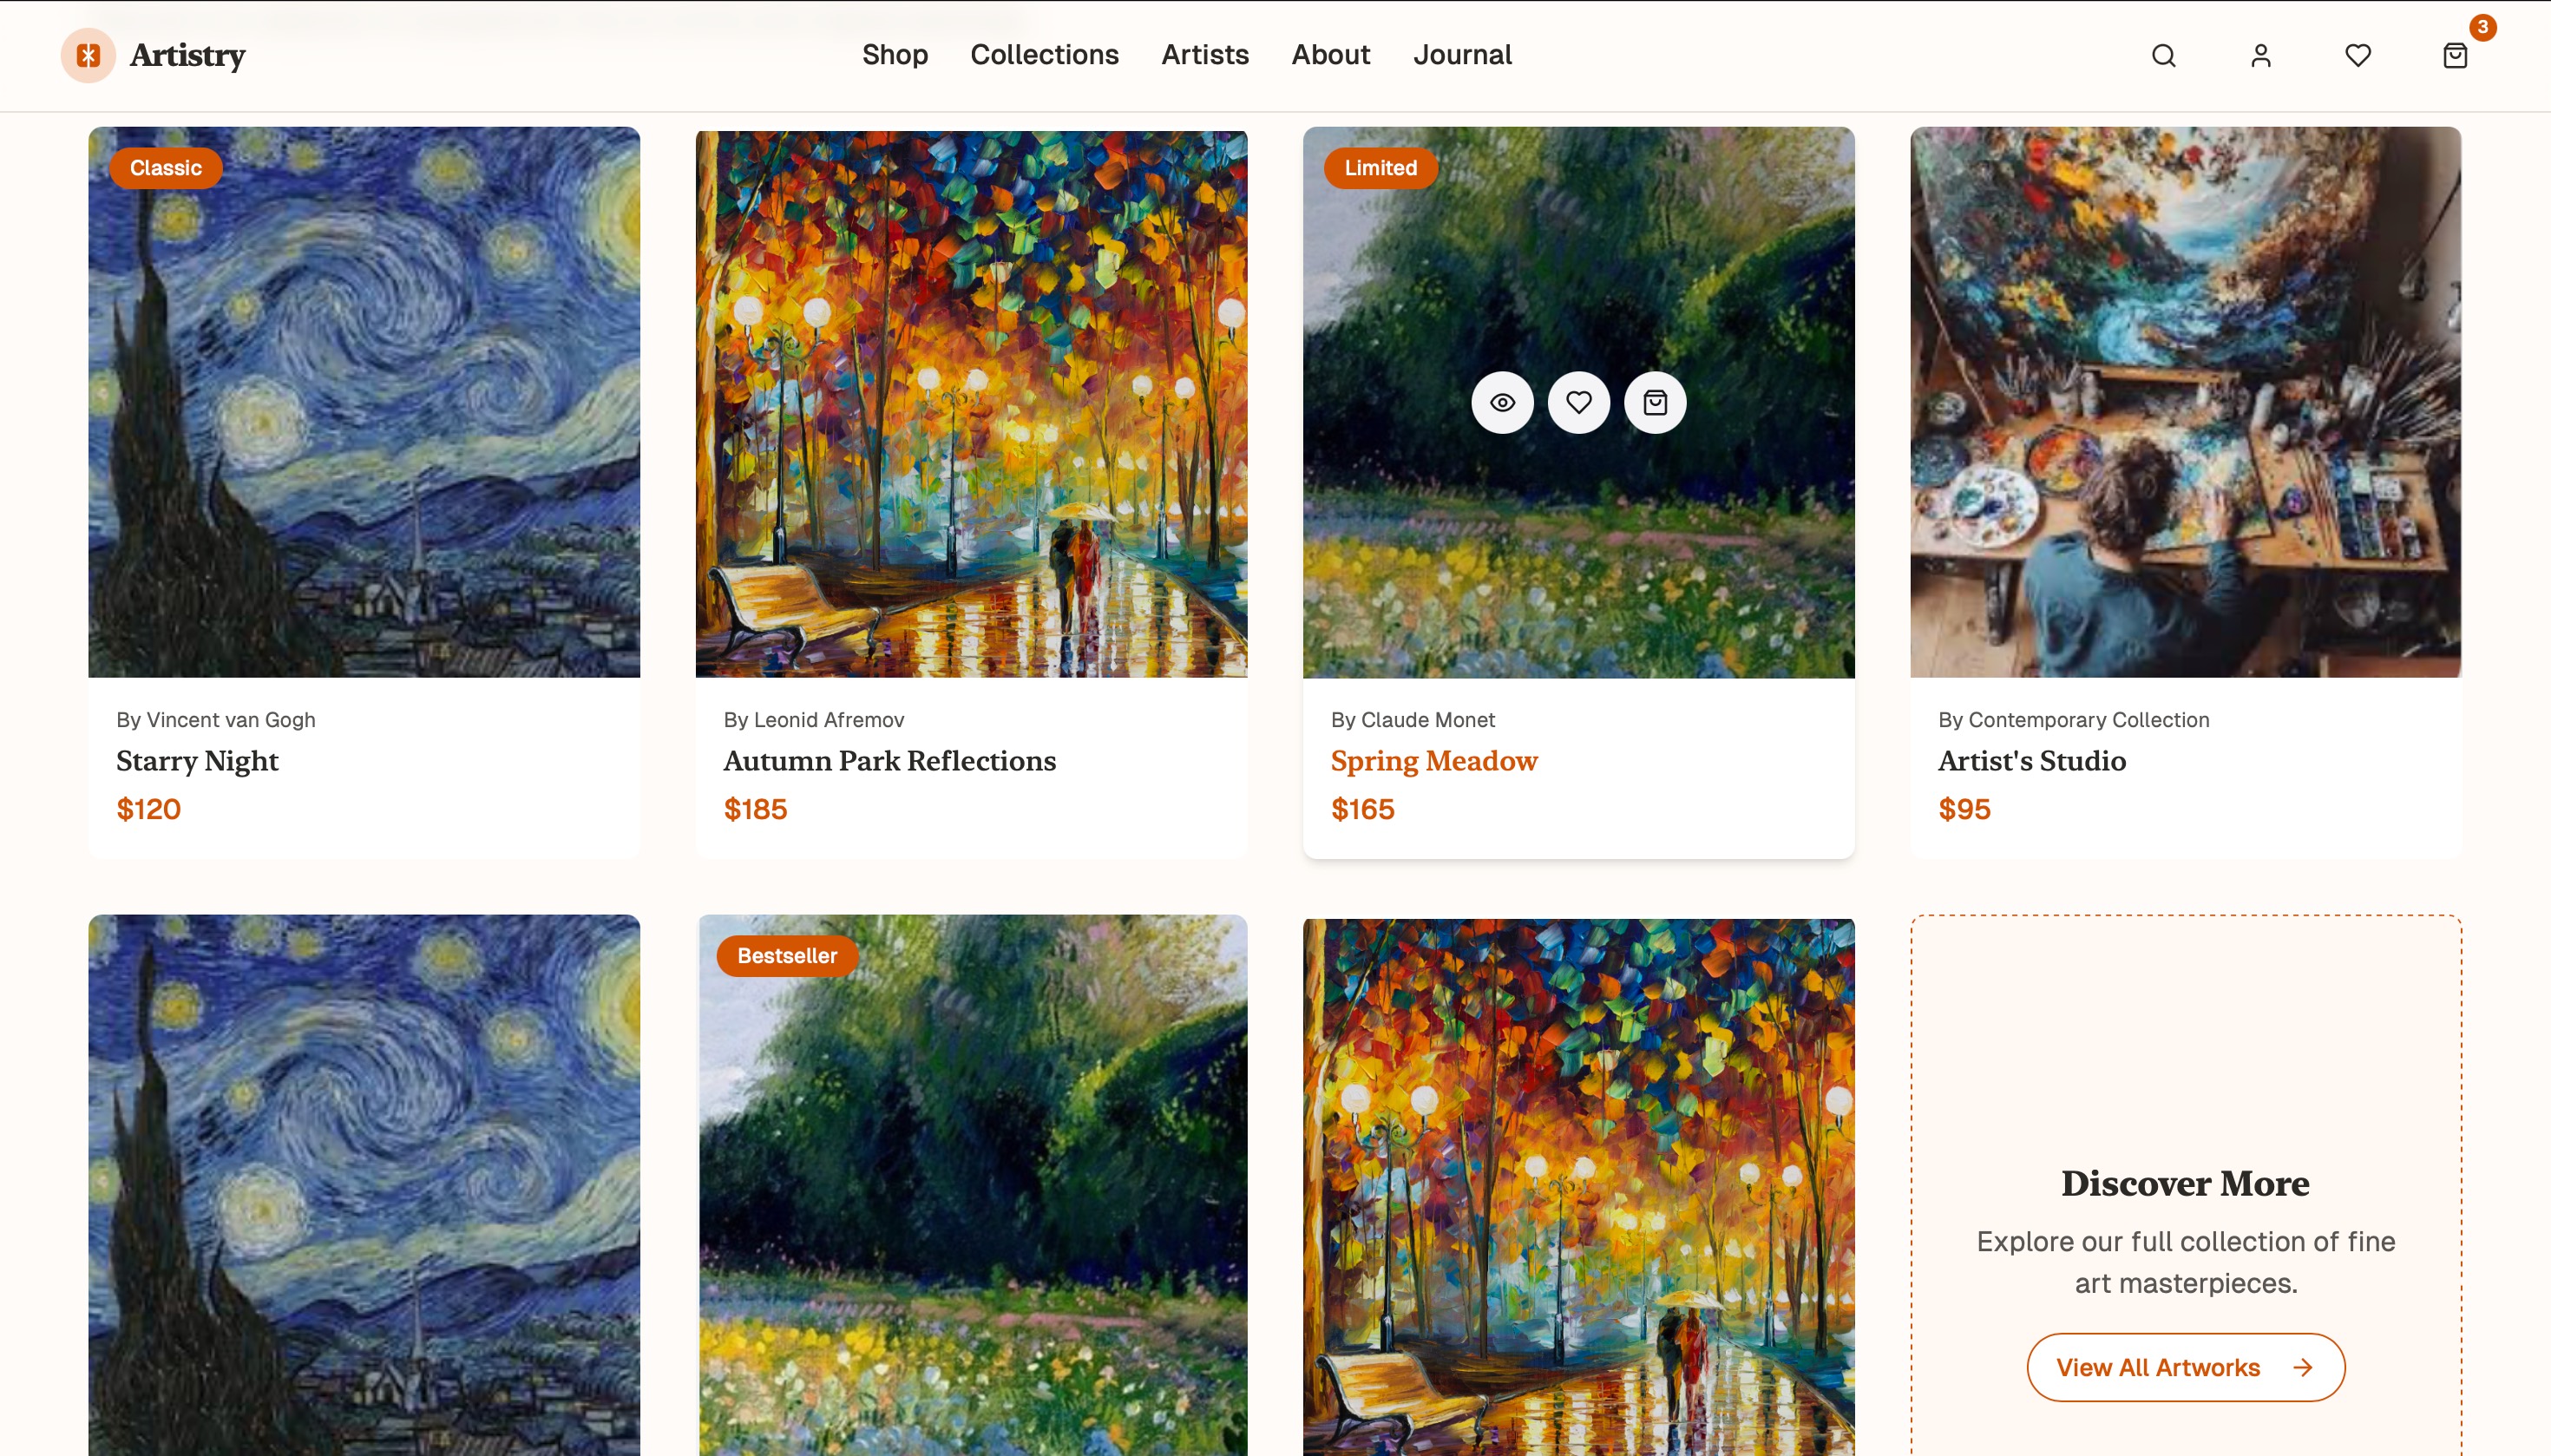 Artistry
Shop Collections Artists About Journal
3
Classic
Limited
By Vincent van Gogh
Starry Night
$120
By Leonid Afremov
Autumn Park Reflections
$185
By Claude Monet
Spring Meadow
$165
By Contemporary Collection
Artist's Studio
$95
Bestseller
Discover More
Explore our full collection of fine
art masterpieces.
View All Artworks